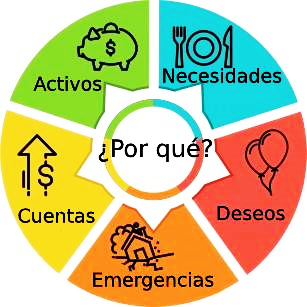 Activos
Necesidades
¿Por qué?
Cuentas
Deseos
Emergencias